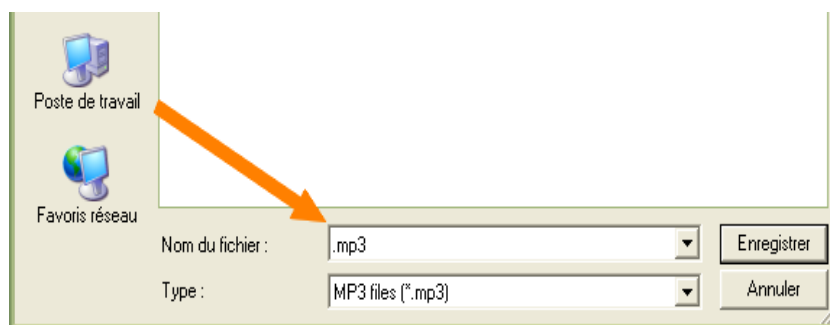 Poste de travail
Favoris réseau
Nom du fichier :
.mp3
Enregistrer
Type :
MP3 files (*.mp3)
Annuler